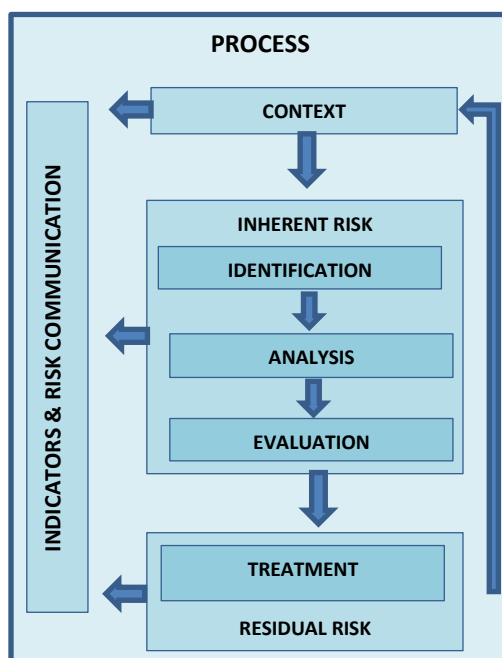 PROCESS
CONTEXT
INDICATORS & RISK COMMUNICATION
INHERENT RISK
IDENTIFICATION
ANALYSIS
EVALUATION
TREATMENT
RESIDUAL RISK